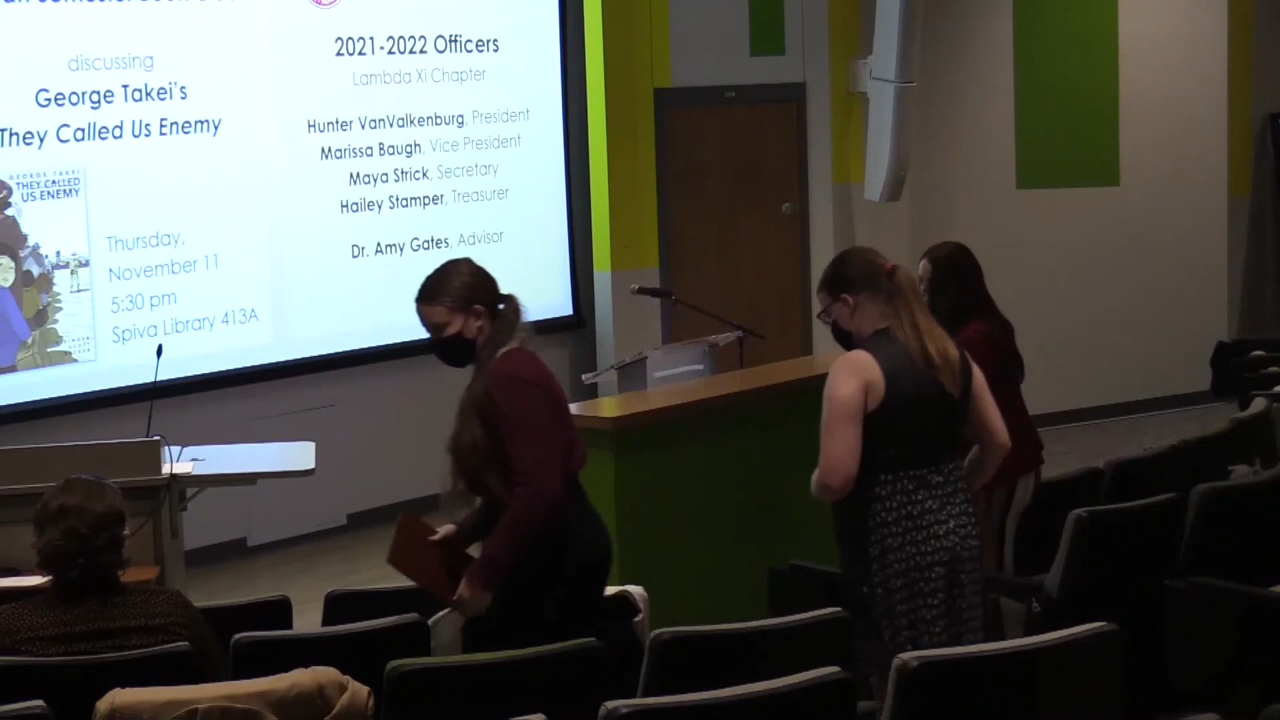 discussing
George Takei's
They Called Us Enemy
GEORGE TAKEI
THEY CALLED
US ENEMY
Thursday,
November 11
5:30 pm
Spiva Library 413A
2021-2022 Officers
Lambda Xi Chapter
Hunter VanValkenburg, President
Marissa Baugh, Vice President
Maya Strick, Secretary
Hailey Stamper, Treasurer
Dr. Amy Gates, Advisor